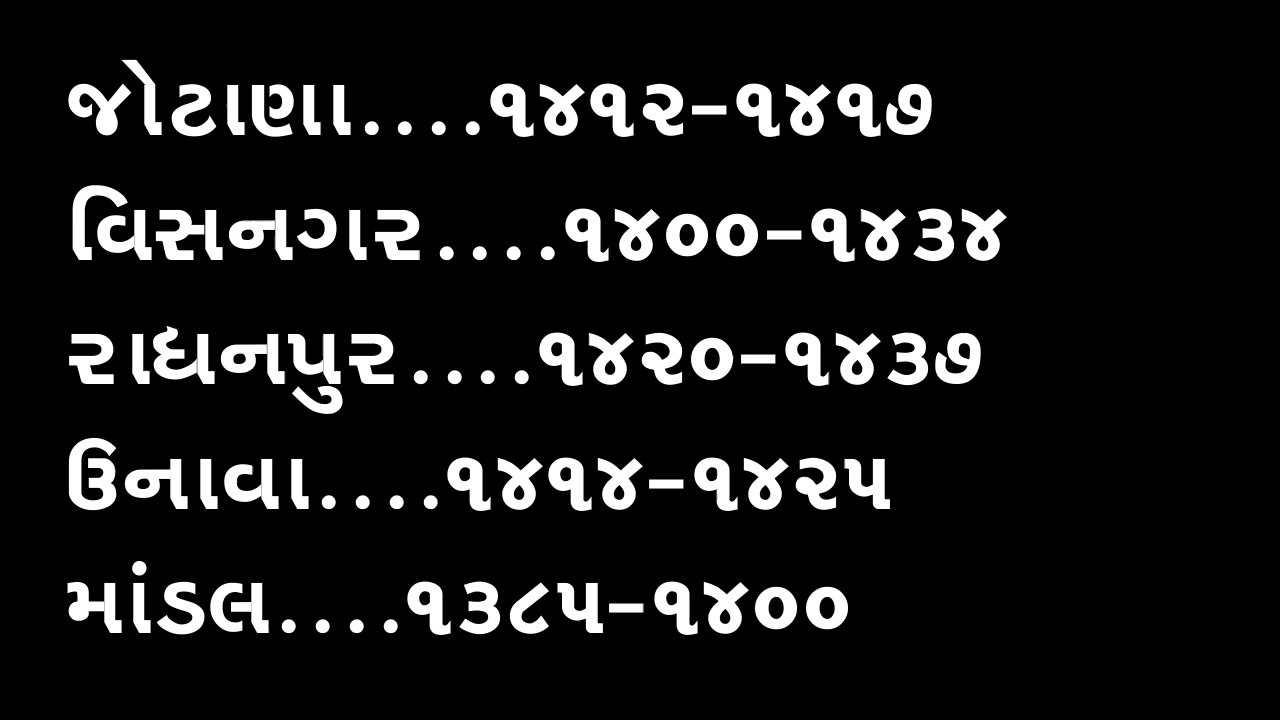 જોટાણા....૧૪૧૨–૧૪૧૭
વિસનગર....૧૪૦૦–૧૪૩૪
રાધનપુર....૧૪૨૦–૧૪૩૭
ઉનાવા....૧૪૧૪–૧૪૨૫
માંડલ....૧૩૮૫–૧૪૦૦